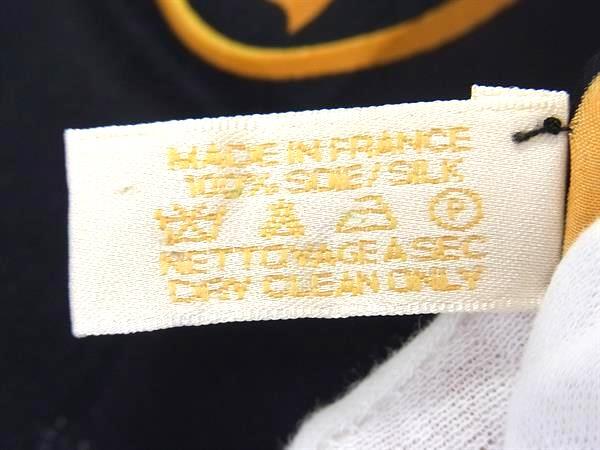 MADE IN FRANCE
100% SOIE/SILK
P
NETTOYAGE A SEC
DRY CLEAN ONLY